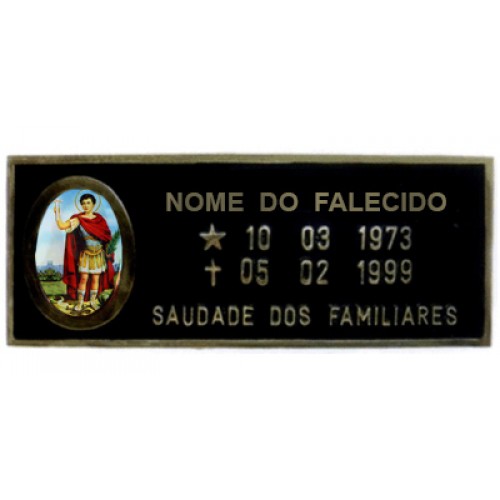 NOME DO FALECIDO
★ 10 03 1973
✝ 05 02 1999
SAUDADE DOS FAMILIARES